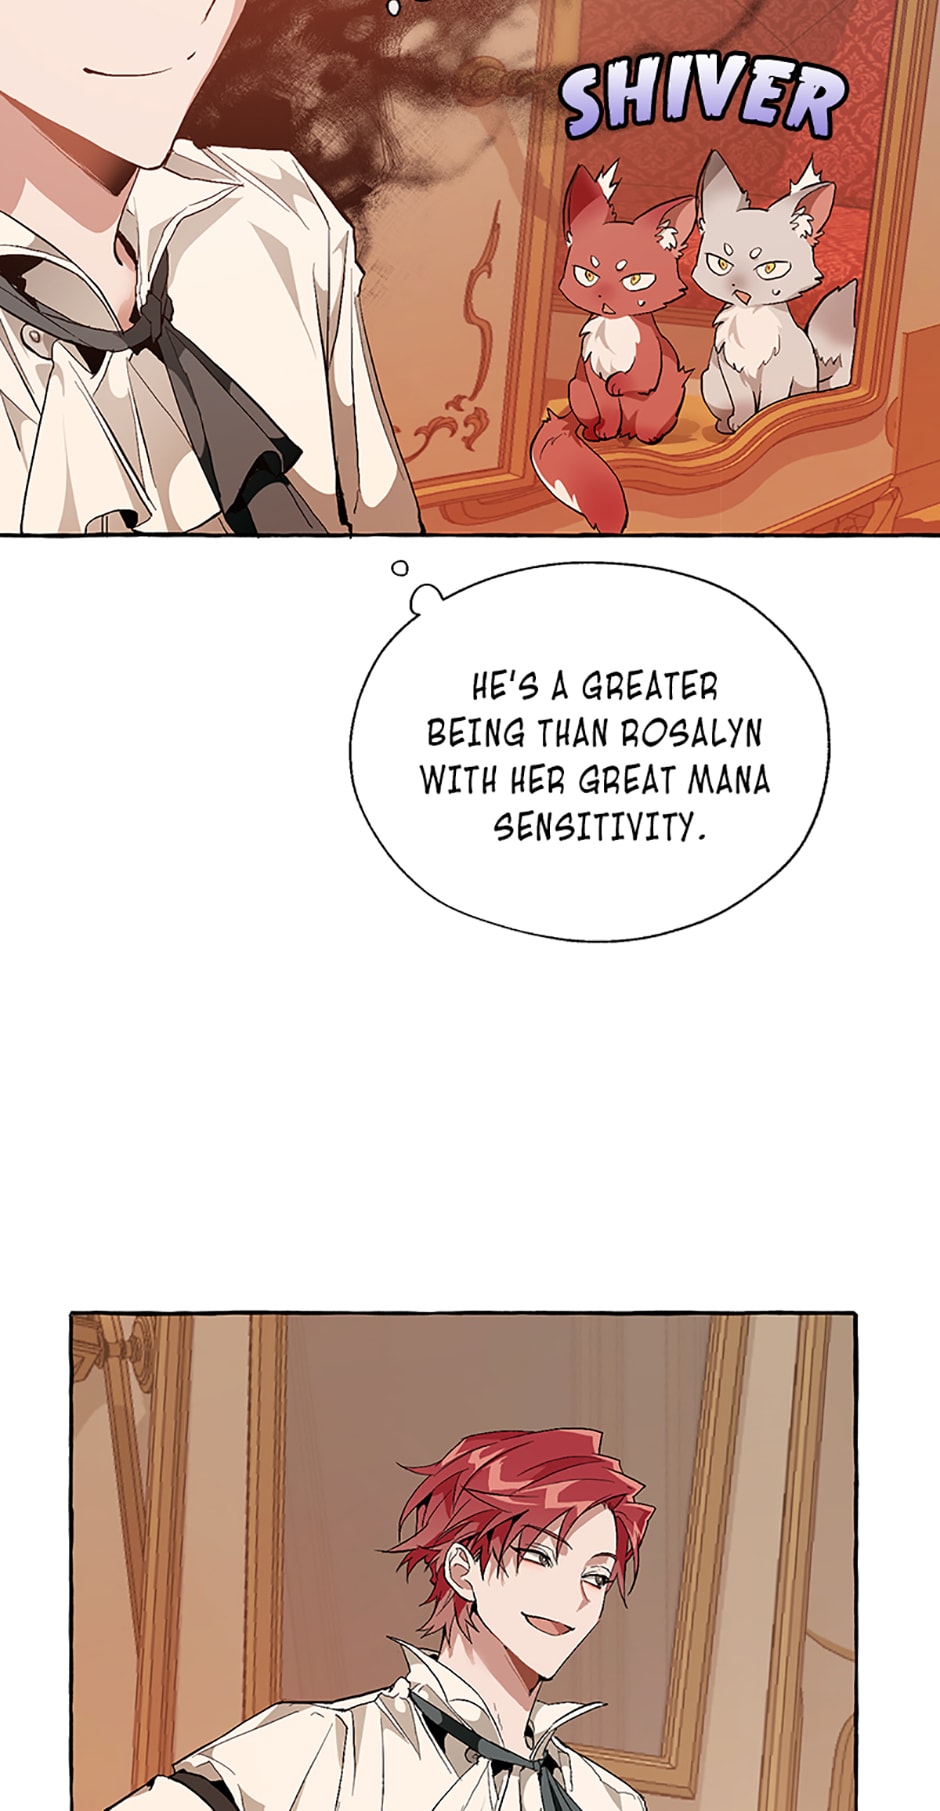 SHIVER
HE'S A GREATER
BEING THAN ROSALYN
WITH HER GREAT MANA
SENSITIVITY.